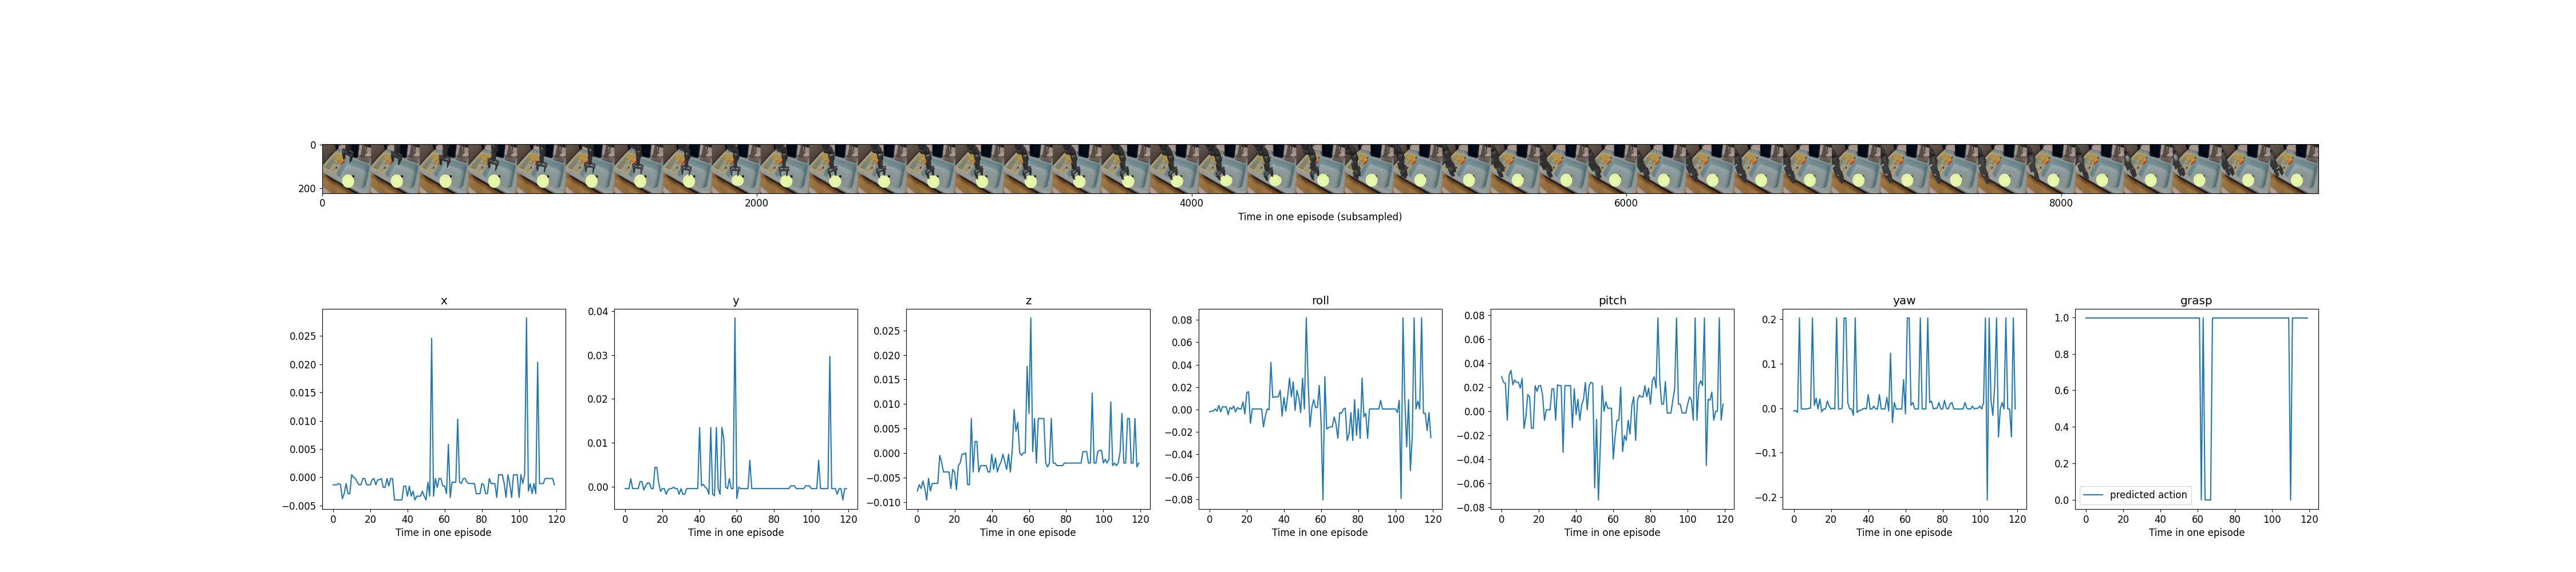 0
200
0 2000 4000 6000 8000
Time in one episode (subsampled)
x
0.025
0.020
0.015
0.010
0.005
0.000
−0.005
0 20 40 60 80 100 120
Time in one episode
y
0.04
0.03
0.02
0.01
0.00
0 20 40 60 80 100 120
Time in one episode
z
0.025
0.020
0.015
0.010
0.005
0.000
−0.005
−0.010
0 20 40 60 80 100 120
Time in one episode
roll
0.08
0.06
0.04
0.02
0.00
−0.02
−0.04
−0.06
−0.08
0 20 40 60 80 100 120
Time in one episode
pitch
0.08
0.06
0.04
0.02
0.00
−0.02
−0.04
−0.06
−0.08
0 20 40 60 80 100 120
Time in one episode
yaw
0.2
0.1
0.0
−0.1
−0.2
0 20 40 60 80 100 120
Time in one episode
grasp
1.0
0.8
0.6
0.4
0.2
0.0
predicted action
0 20 40 60 80 100 120
Time in one episode